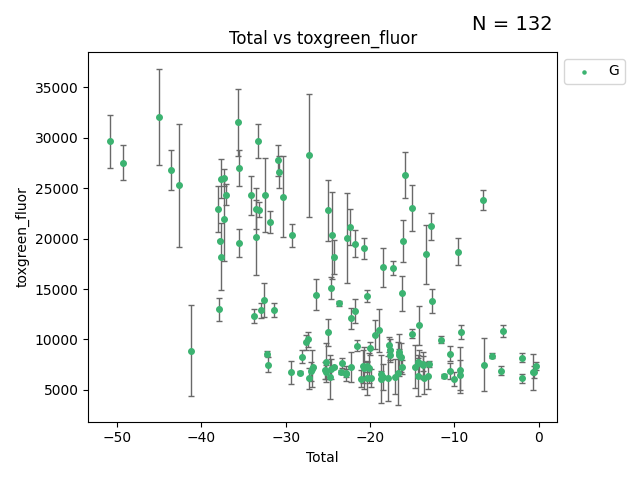 N = 132
Total vs toxgreen_fluor
G
toxgreen_fluor
35000
30000
25000
20000
15000
10000
5000
−50 −40 −30 −20 −10 0
Total